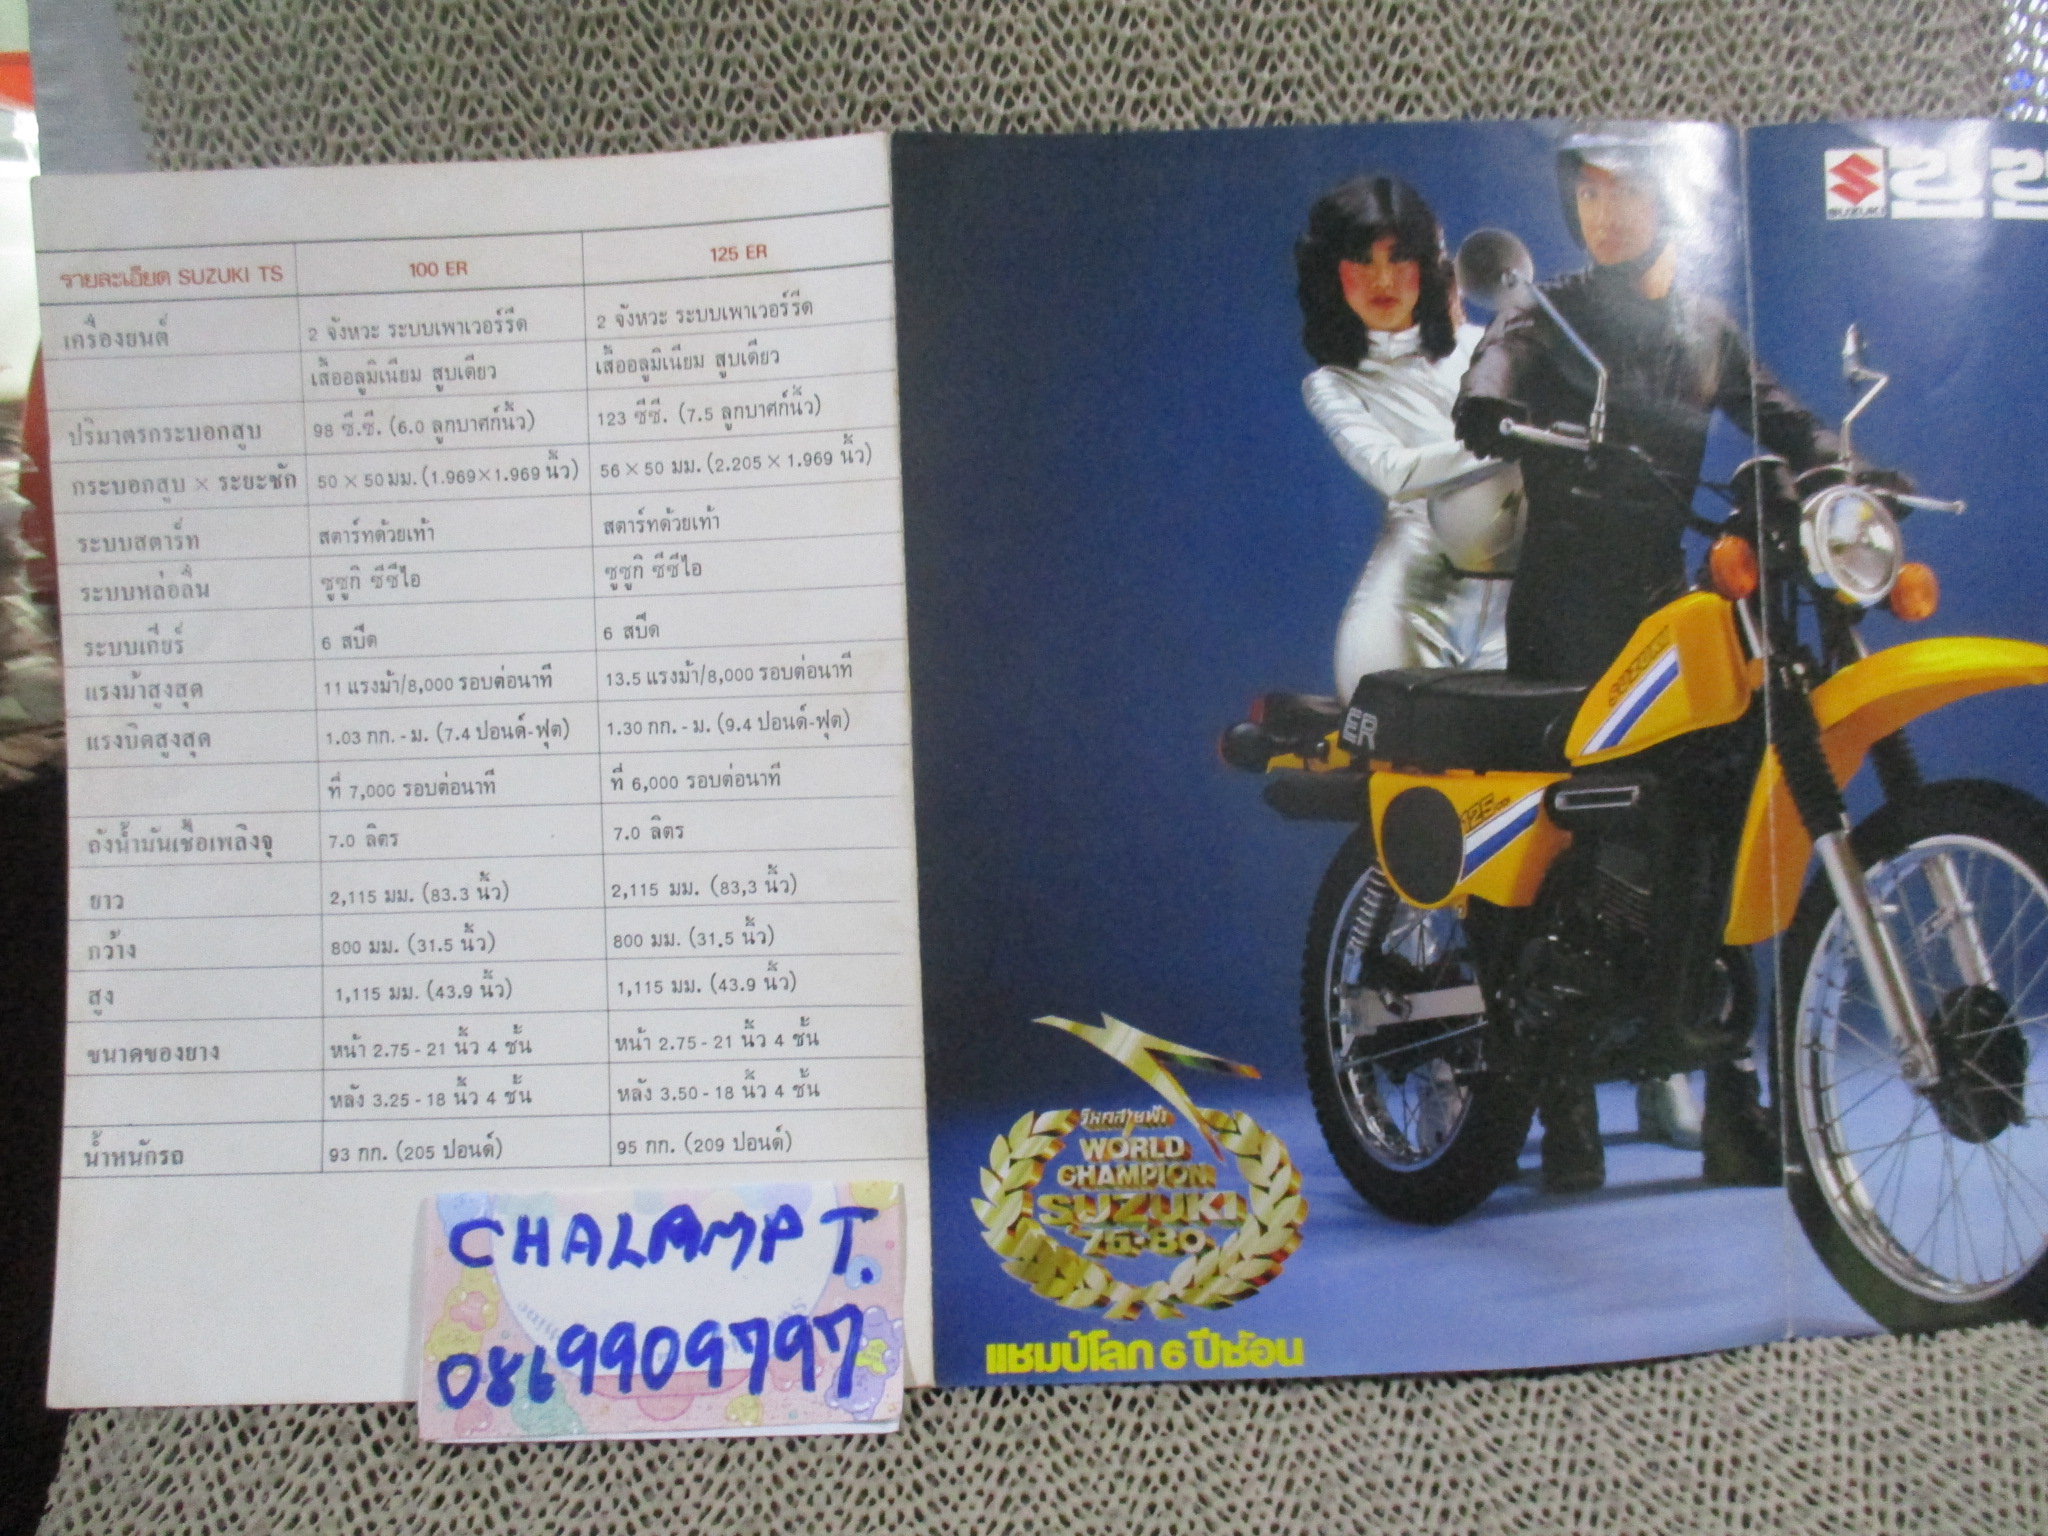 รายละเอียด SUZUKI TS 100 ER 125 ER
เครื่องยนต์ 2 จังหวะ ระบบเพาเวอร์รีด 2 จังหวะ ระบบเพาเวอร์รีด
เสื้ออลูมิเนียม สูบเดียว เสื้ออลูมิเนียม สูบเดียว
ปริมาตรกระบอกสูบ 98 ซี.ซี. (6.0 ลูกบาศก์นิ้ว) 123 ซีซี. (7.5 ลูกบาศก์นิ้ว)
กระบอกสูบ × ระยะชัก 50 × 50 มม. (1.969×1.969 นิ้ว) 56 × 50 มม. (2.205 × 1.969 นิ้ว)
ระบบสตาร์ท สตาร์ทด้วยเท้า สตาร์ทด้วยเท้า
ระบบหล่อลื่น ซูซูกิ ซีซีไอ ซูซูกิ ซีซีไอ
ระบบเกียร์ 6 สปีด 6 สปีด
แรงม้าสูงสุด 11 แรงม้า/8,000 รอบต่อนาที 13.5 แรงม้า/8,000 รอบต่อนาที
แรงบิดสูงสุด 1.03 กก. - ม. (7.4 ปอนด์-ฟุต) 1.30 กก. - ม. (9.4 ปอนด์-ฟุต)
ที่ 7,000 รอบต่อนาที ที่ 6,000 รอบต่อนาที
ถังน้ำมันเชื้อเพลิงจุ 7.0 ลิตร 7.0 ลิตร
ยาว 2,115 มม. (83.3 นิ้ว) 2,115 มม. (83,3 นิ้ว)
กว้าง 800 มม. (31.5 นิ้ว) 800 มม. (31.5 นิ้ว)
สูง 1,115 มม. (43.9 นิ้ว) 1,115 มม. (43.9 นิ้ว)
ขนาดของยาง หน้า 2.75 - 21 นิ้ว 4 ชั้น หน้า 2.75 - 21 นิ้ว 4 ชั้น
หลัง 3.25 - 18 นิ้ว 4 ชั้น หลัง 3.50 - 18 นิ้ว 4 ชั้น
น้ำหนักรถ 93 กก. (205 ปอนด์) 95 กก. (209 ปอนด์)
CHALAMPT.
0869909797
SUZUKI
SUZUKI
ER
125
WORLD
CHAMPION
SUZUKI
'75-80
แชมป์โลก 6 ปีซ้อน